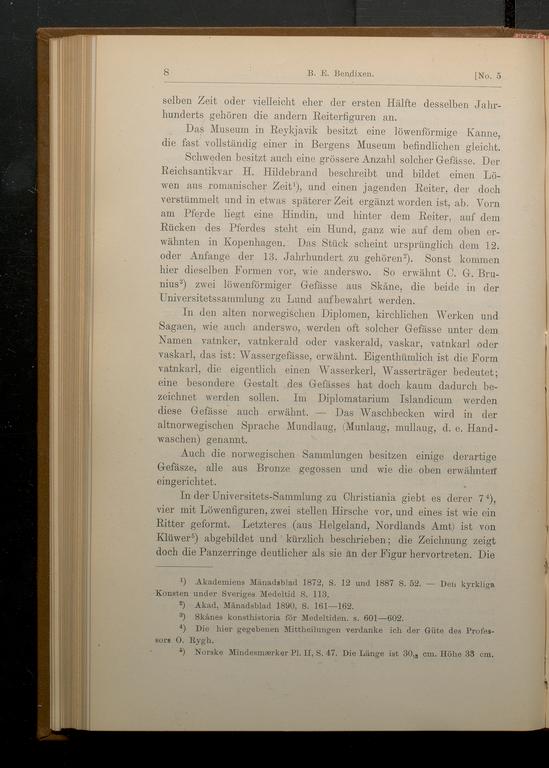 8 B. E. Bendixen. [No. 5
selben Zeit oder vielleicht eher der ersten Hälfte desselben Jahr-
hunderts gehören die andern Reiterfiguren an.
Das Museum in Reykjavik besitzt eine löwenförmige Kanne,
die fast vollständig einer in Bergens Museum befindlichen gleicht.
Schweden besitzt auch eine grössere Anzahl solcher Gefässe. Der
Reichsantikvar H. Hildebrand beschreibt und bildet einen Lö-
wen aus romanischer Zeit¹), und einen jagenden Reiter, der doch
verstümmelt und in etwas späterer Zeit ergänzt worden ist, ab. Vorn
am Pferde liegt eine Hindin, und hinter dem Reiter, auf dem
Rücken des Pferdes steht ein Hund, ganz wie auf dem oben er-
wähnten in Kopenhagen. Das Stück scheint ursprünglich dem 12.
oder Anfange der 13. Jahrhundert zu gehören²). Sonst kommen
hier dieselben Formen vor, wie anderswo. So erwähnt C. G. Bru-
nius³) zwei löwenförmiger Gefässe aus Skåne, die beide in der
Universitetssammlung zu Lund aufbewahrt werden.
In den alten norwegischen Diplomen, kirchlichen Werken und
Sagaen, wie auch anderswo, werden oft solcher Gefässe unter dem
Namen vatnker, vatnkerald oder vaskerald, vaskar, vatnkarl oder
vaskarl, das ist: Wassergefässe, erwähnt. Eigenthümlich ist die Form
vatnkarl, die eigentlich einen Wasserkerl, Wasserträger bedeutet;
eine besondere Gestalt des Gefässes hat doch kaum dadurch be-
zeichnet werden sollen. Im Diplomatarium Islandicum werden
diese Gefässe auch erwähnt. — Das Waschbecken wird in der
altnorwegischen Sprache Mundlaug, (Munlaug, mullaug, d. e. Hand-
waschen) genannt.
Auch die norwegischen Sammlungen besitzen einige derartige
Gefäsze, alle aus Bronze gegossen und wie die oben erwähnten
eingerichtet.
In der Universitets-Sammlung zu Christiania giebt es derer 7⁴),
vier mit Löwenfiguren, zwei stellen Hirsche vor, und eines ist wie ein
Ritter geformt. Letzteres (aus Helgeland, Nordlands Amt) ist von
Klüwer⁵) abgebildet und kürzlich beschrieben; die Zeichnung zeigt
doch die Panzerringe deutlicher als sie an der Figur hervortreten. Die
¹) Akademiens Månadsblad 1872, S. 12 und 1887 S. 52. — Den kyrkliga
Konsten under Sveriges Medeltid S. 113.
²) Akad, Månadsblad 1890, S. 161—162.
³) Skånes konsthistoria för Medeltiden. s. 601—602.
⁴) Die hier gegebenen Mittheilungen verdanke ich der Güte des Profes-
sors O. Rygh.
⁵) Norske Mindesmærker Pl. II, S. 47. Die Länge ist cm. Höhe 33 cm.